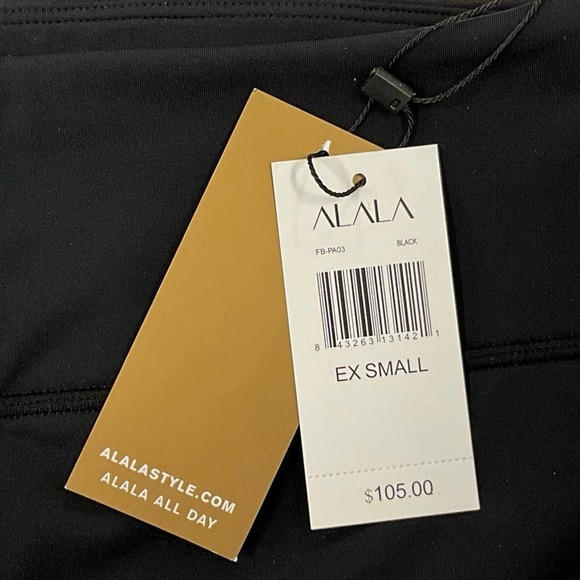 ALALA
FB-PA03 BLACK
8 43263 13142 1
EX SMALL
$105.00
ALALASTYLE.COM
ALALA ALL DAY